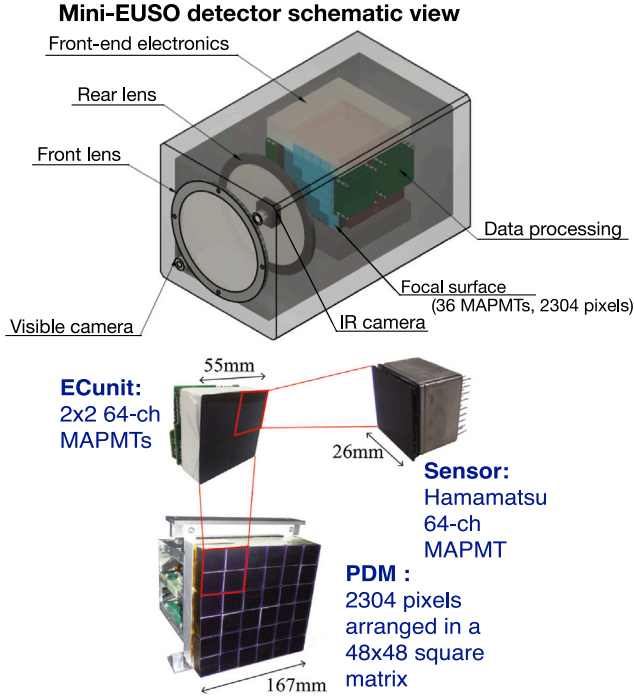 Mini-EUSO detector schematic view
Front-end electronics
Rear lens
Front lens
Data processing
Focal surface
(36 MAPMTs, 2304 pixels)
IR camera
Visible camera
55mm
ECunit:
2x2 64-ch
MAPMTs
26mm
Sensor:
Hamamatsu
64-ch
MAPMT
PDM :
2304 pixels
arranged in a
48x48 square
matrix
167mm